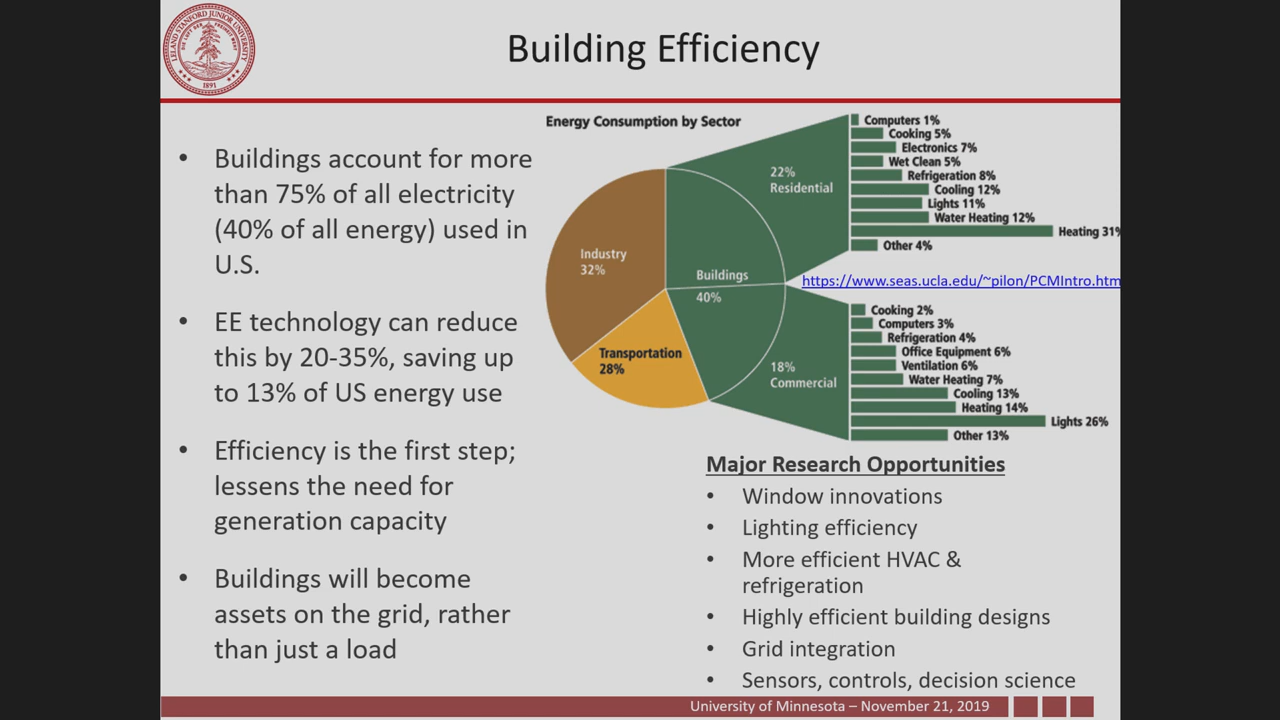 Building Efficiency
LELAND STANFORD JUNIOR UNIVERSITY
1891
• Buildings account for more
than 75% of all electricity
(40% of all energy) used in
U.S.
• EE technology can reduce
this by 20-35%, saving up
to 13% of US energy use
• Efficiency is the first step;
lessens the need for
generation capacity
• Buildings will become
assets on the grid, rather
than just a load
Energy Consumption by Sector
Industry
32%
Transportation
28%
Buildings
40%
22%
Residential
Computers 1%
Cooking 5%
Electronics 7%
Wet Clean 5%
Refrigeration 8%
Cooling 12%
Lights 11%
Water Heating 12%
Heating 31%
Other 4%
https://www.seas.ucla.edu/~pilon/PCMIntro.htm
18%
Commercial
Cooking 2%
Computers 3%
Refrigeration 4%
Office Equipment 6%
Ventilation 6%
Water Heating 7%
Cooling 13%
Heating 14%
Lights 26%
Other 13%
Major Research Opportunities
• Window innovations
• Lighting efficiency
• More efficient HVAC &
refrigeration
• Highly efficient building designs
• Grid integration
• Sensors, controls, decision science
University of Minnesota – November 21, 2019